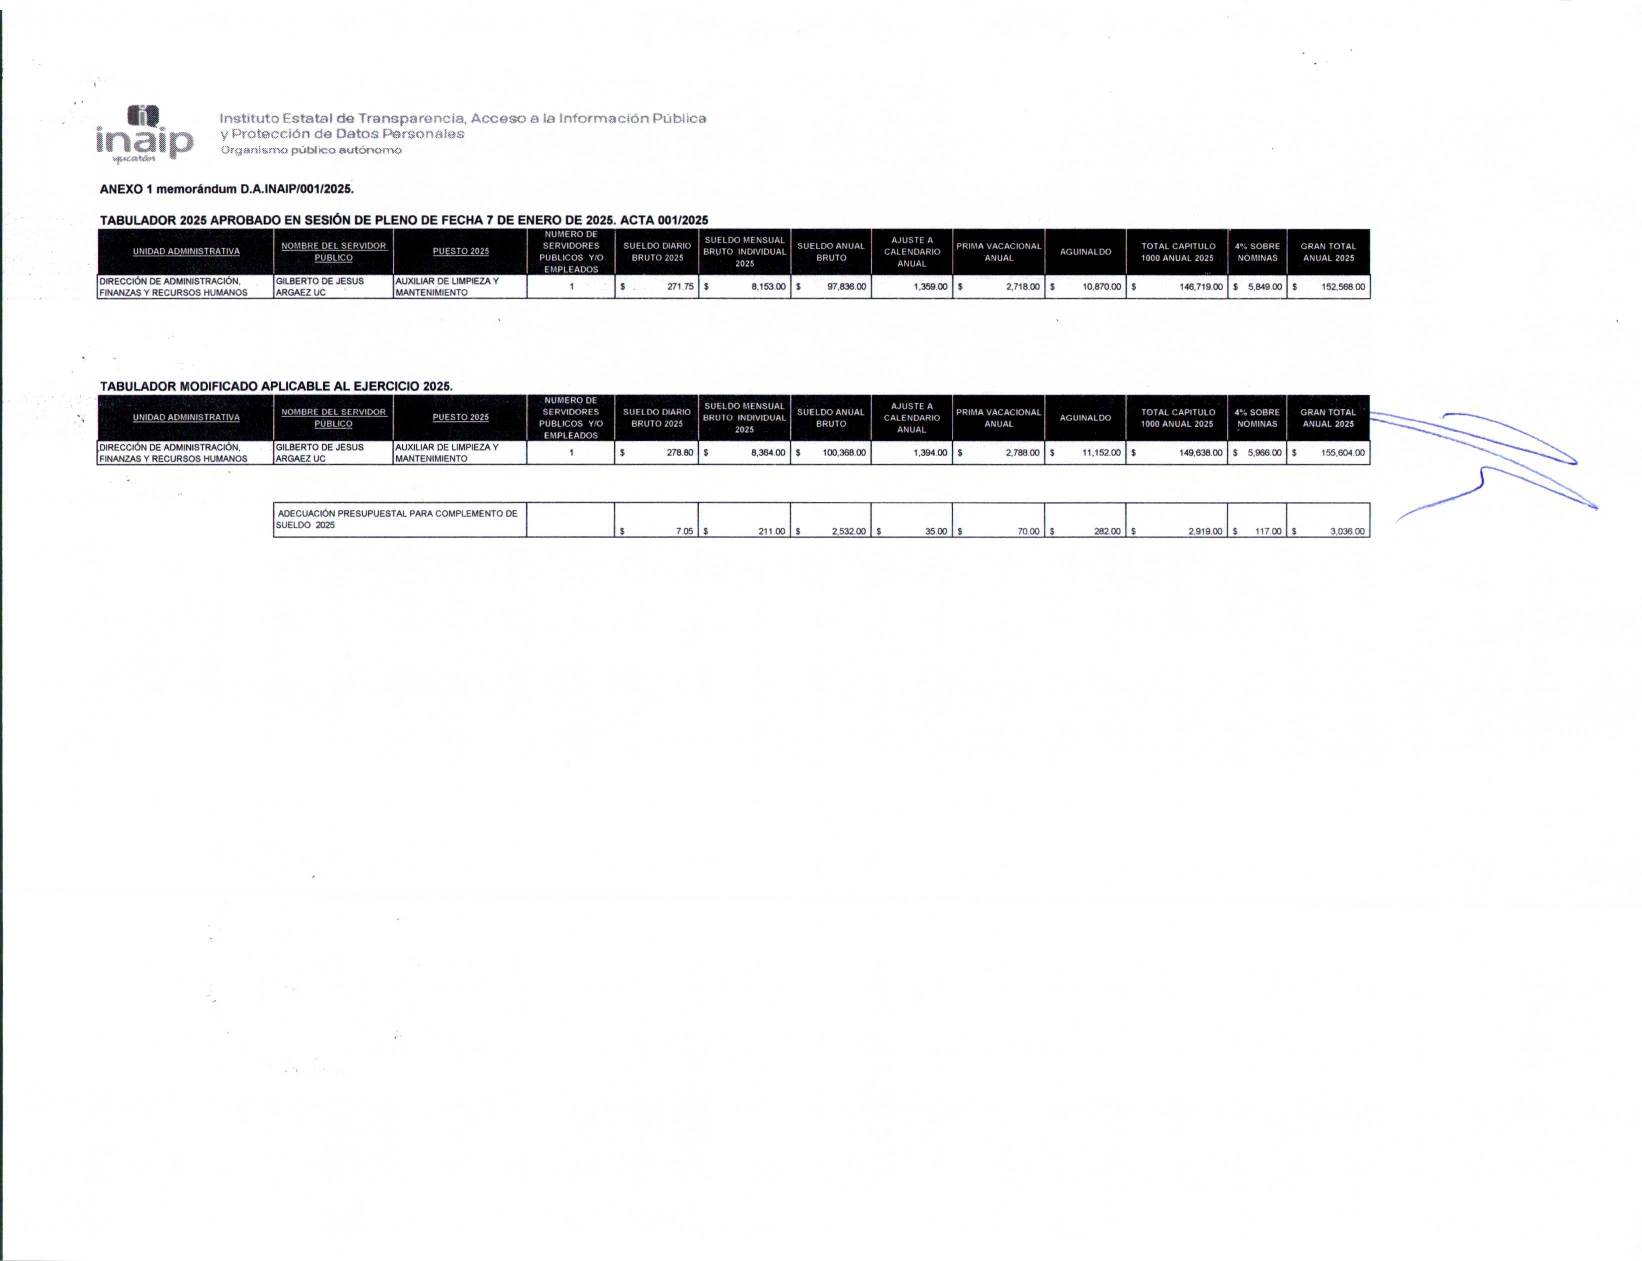 inaip
yucatán
Instituto Estatal de Transparencia, Acceso a la Información Pública
y Protección de Datos Personales
Organismo público autónomo
ANEXO 1 memorándum D.A.INAIP/001/2025.
TABULADOR 2025 APROBADO EN SESIÓN DE PLENO DE FECHA 7 DE ENERO DE 2025. ACTA 001/2025
UNIDAD ADMINISTRATIVA
NOMBRE DEL SERVIDOR
PÚBLICO
PUESTO 2025
NUMERO DE
SERVIDORES
PUBLICOS Y/O
EMPLEADOS
SUELDO DIARIO
BRUTO 2025
SUELDO MENSUAL
BRUTO INDIVIDUAL
2025
SUELDO ANUAL
BRUTO
AJUSTE A
CALENDARIO
ANUAL
PRIMA VACACIONAL
ANUAL
AGUINALDO
TOTAL CAPITULO
1000 ANUAL 2025
4% SOBRE
NOMINAS
GRAN TOTAL
ANUAL 2025
DIRECCIÓN DE ADMINISTRACIÓN,
FINANZAS Y RECURSOS HUMANOS
GILBERTO DE JESUS
ARGAEZ UC
AUXILIAR DE LIMPIEZA Y
MANTENIMIENTO
1
$ 271.75
$ 8,153.00
$ 97,836.00
1,359.00
$ 2,718.00
$ 10,870.00
$ 146,719.00
$ 5,849.00
$ 152,568.00
TABULADOR MODIFICADO APLICABLE AL EJERCICIO 2025.
UNIDAD ADMINISTRATIVA
NOMBRE DEL SERVIDOR
PÚBLICO
PUESTO 2025
NUMERO DE
SERVIDORES
PÚBLICOS Y/O
EMPLEADOS
SUELDO DIARIO
BRUTO 2025
SUELDO MENSUAL
BRUTO INDIVIDUAL
2025
SUELDO ANUAL
BRUTO
AJUSTE A
CALENDARIO
ANUAL
PRIMA VACACIONAL
ANUAL
AGUINALDO
TOTAL CAPITULO
1000 ANUAL 2025
4% SOBRE
NOMINAS
GRAN TOTAL
ANUAL 2025
DIRECCIÓN DE ADMINISTRACIÓN,
FINANZAS Y RECURSOS HUMANOS
GILBERTO DE JESUS
ARGAEZ UC
AUXILIAR DE LIMPIEZA Y
MANTENIMIENTO
1
$ 278.80
$ 8,364.00
$ 100,368.00
1,394.00
$ 2,788.00
$ 11,152.00
$ 149,638.00
$ 5,966.00
$ 155,604.00
ADECUACIÓN PRESUPUESTAL PARA COMPLEMENTO DE
SUELDO 2025
$ 7.05
$ 211.00
$ 2,532.00
$ 35.00
$ 70.00
$ 282.00
$ 2,919.00
$ 117.00
$ 3,036.00